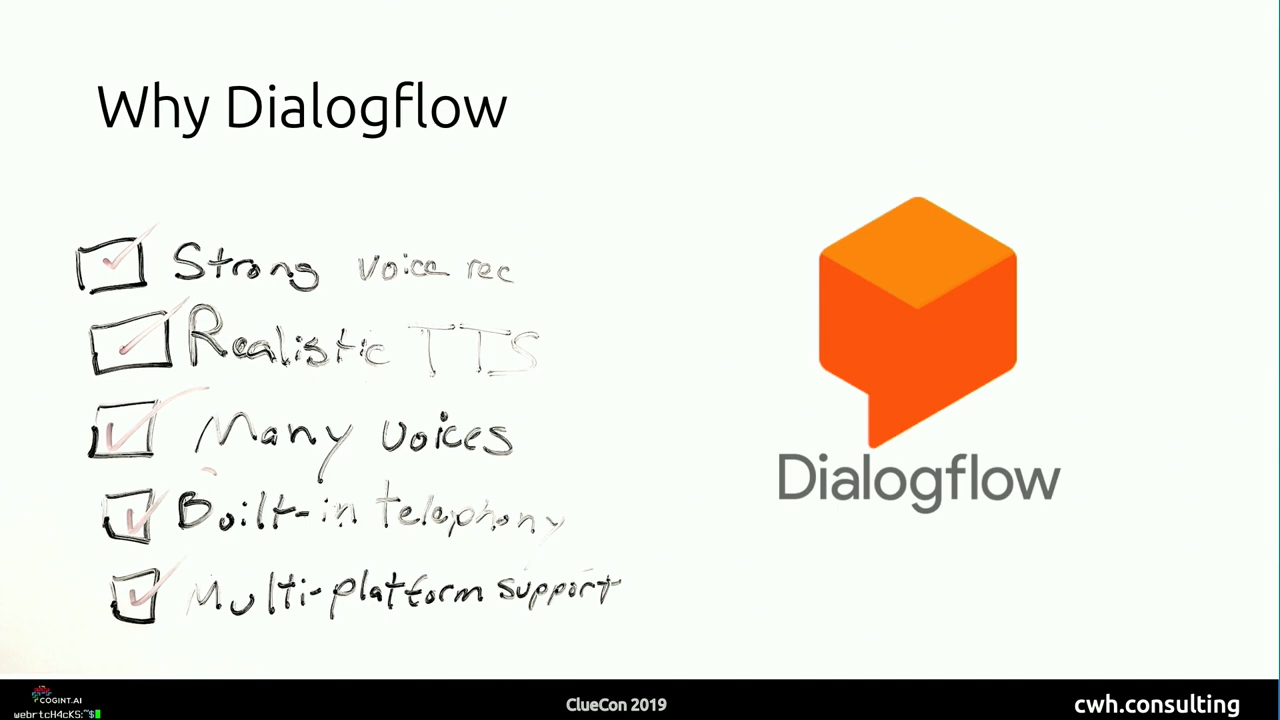 Why Dialogflow
Strong voice rec
Realistic TTS
Many voices
Built-in telephony
Multi-platform support
Dialogflow
COGINT.AI
webrtcH4cKS:~$
ClueCon 2019
cwh.consulting